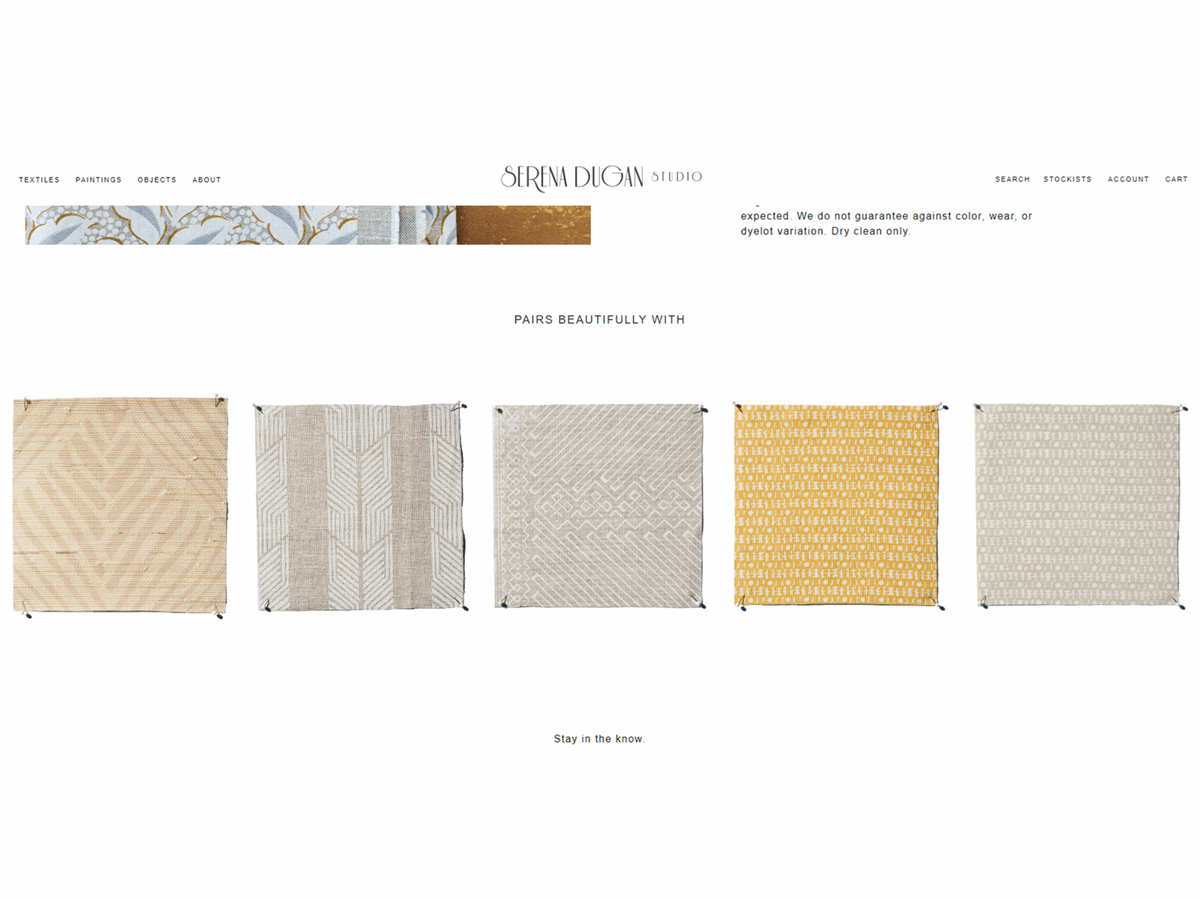 TEXTILES PAINTINGS OBJECTS ABOUT
SERENA DUGAN STUDIO
SEARCH STOCKISTS ACCOUNT CART
expected. We do not guarantee against color, wear, or
dyelot variation. Dry clean only.
PAIRS BEAUTIFULLY WITH
Stay in the know.